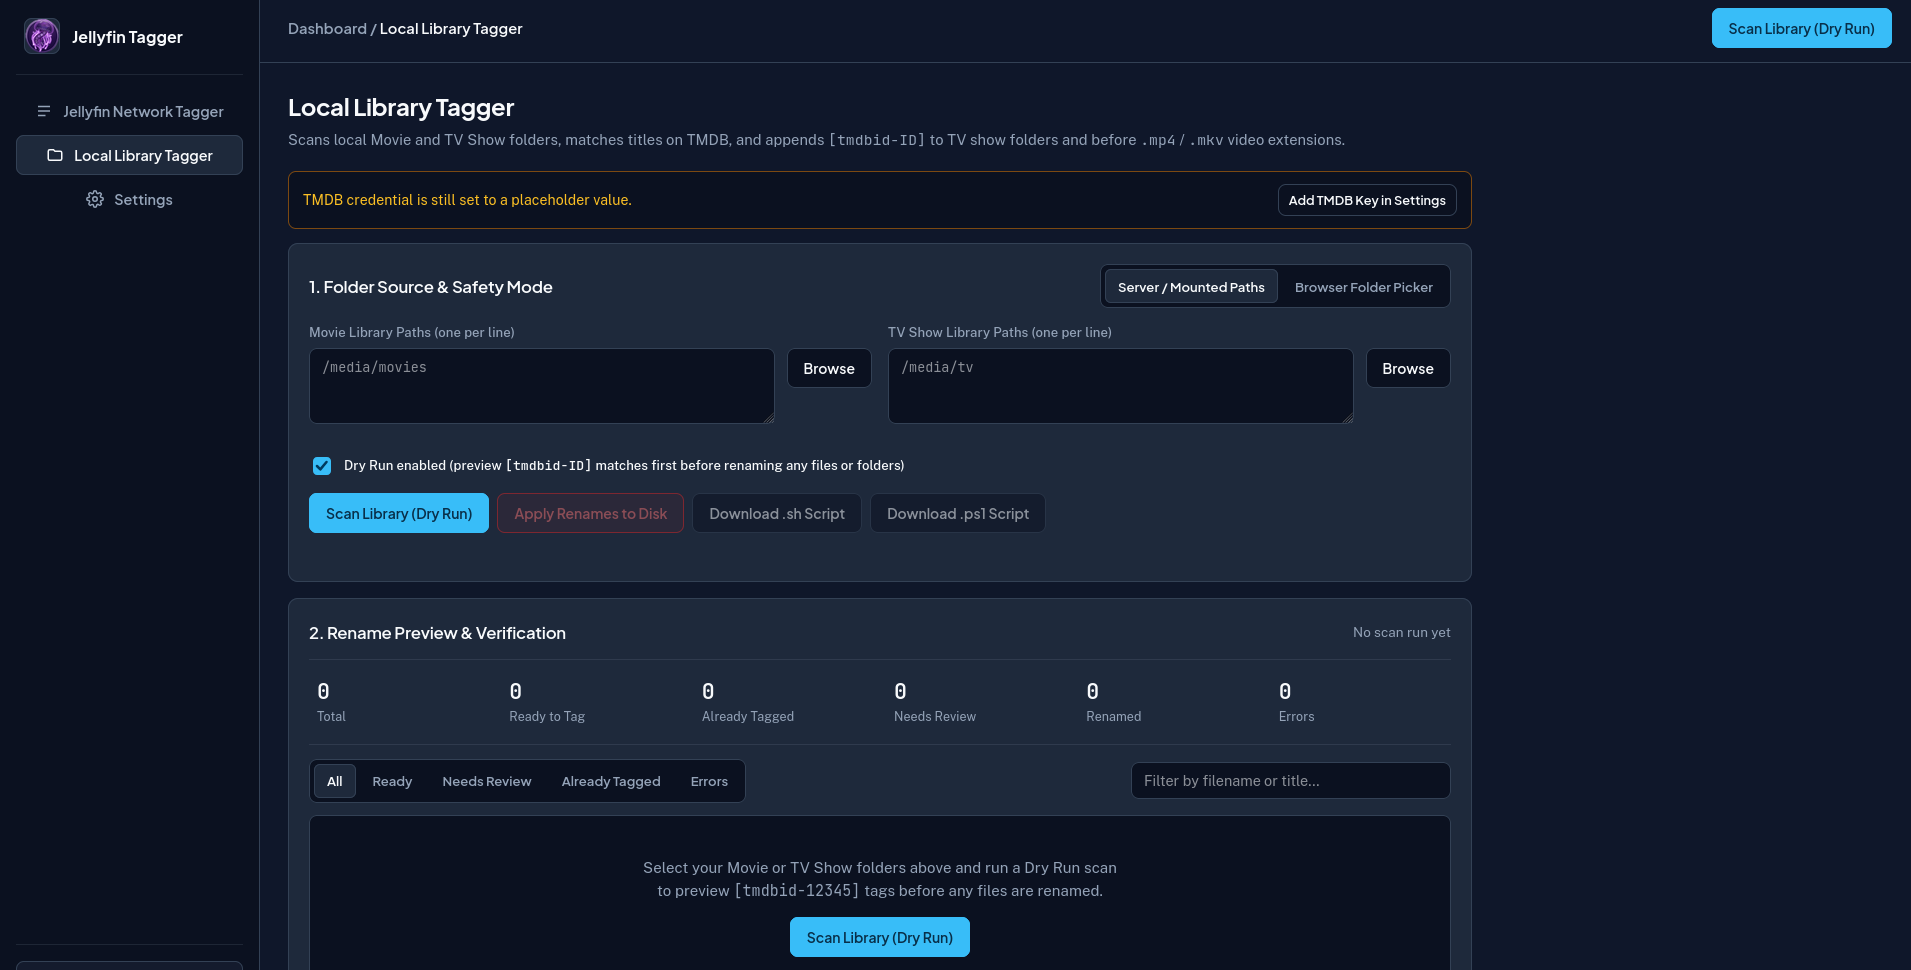 Jellyfin Tagger
Jellyfin Network Tagger
Local Library Tagger
Settings
Dashboard / Local Library Tagger
Scan Library (Dry Run)
Local Library Tagger
Scans local Movie and TV Show folders, matches titles on TMDB, and appends [tmdbid-ID] to TV show folders and before .mp4 / .mkv video extensions.
TMDB credential is still set to a placeholder value.
Add TMDB Key in Settings
1. Folder Source & Safety Mode
Server / Mounted Paths
Browser Folder Picker
Movie Library Paths (one per line)
/media/movies
Browse
TV Show Library Paths (one per line)
/media/tv
Browse
Dry Run enabled (preview [tmdbid-ID] matches first before renaming any files or folders)
Scan Library (Dry Run)
Apply Renames to Disk
Download .sh Script
Download .ps1 Script
2. Rename Preview & Verification
No scan run yet
0
Total
0
Ready to Tag
0
Already Tagged
0
Needs Review
0
Renamed
0
Errors
All
Ready
Needs Review
Already Tagged
Errors
Filter by filename or title...
Select your Movie or TV Show folders above and run a Dry Run scan
to preview [tmdbid-12345] tags before any files are renamed.
Scan Library (Dry Run)